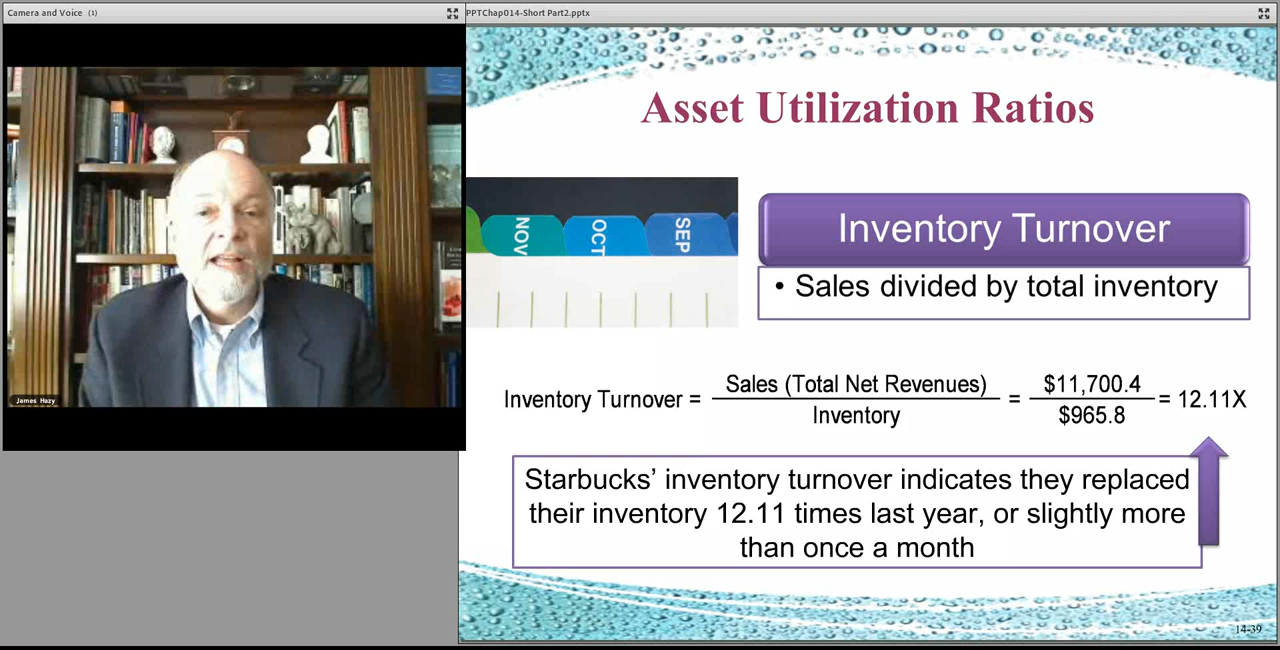 Camera and Voice (1)
PPTChap014-Short Part2.pptx
James Hazy
Asset Utilization Ratios
NOV
OCT
SEP
Inventory Turnover
• Sales divided by total inventory
Inventory Turnover = Sales (Total Net Revenues) / Inventory = $11,700.4 / $965.8 = 12.11X
Starbucks’ inventory turnover indicates they replaced
their inventory 12.11 times last year, or slightly more
than once a month
14-39